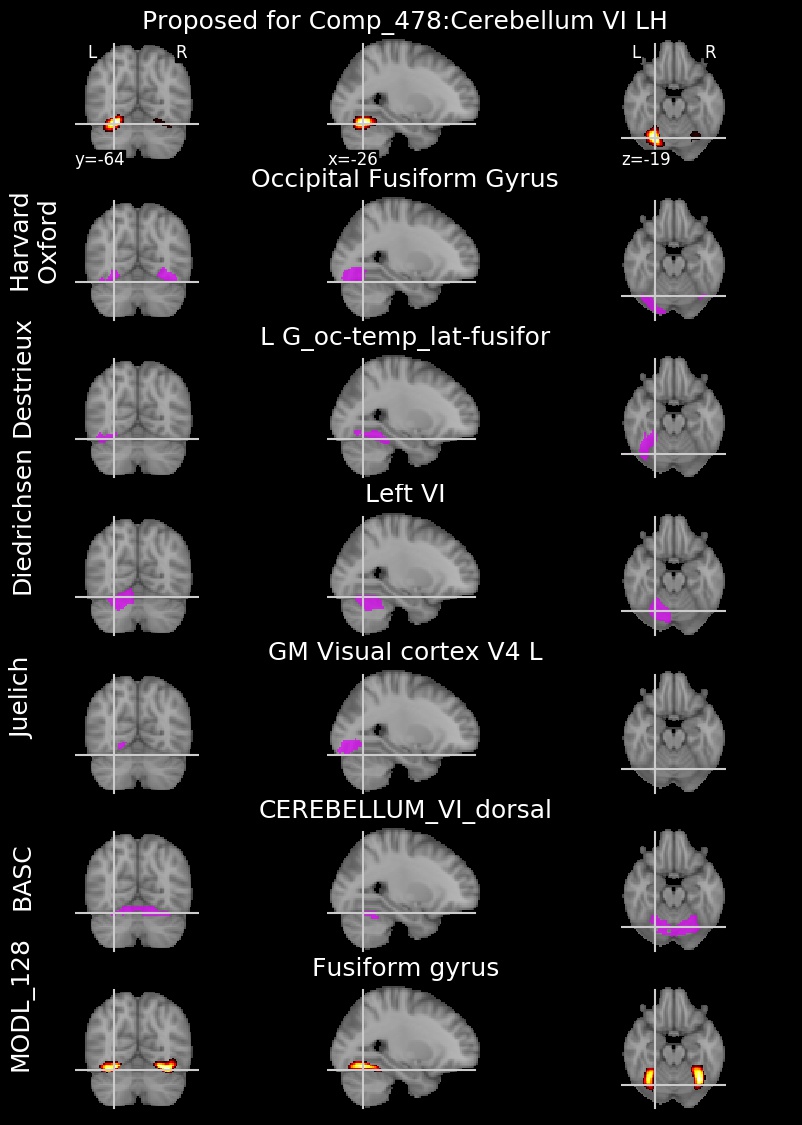 Proposed for Comp_478:Cerebellum VI LH
L R L R
y=-64 x=-26 z=-19
Occipital Fusiform Gyrus
Harvard
Oxford
L G_oc-temp_lat-fusifor
Destrieux
Left VI
Diedrichsen
GM Visual cortex V4 L
Juelich
CEREBELLUM_VI_dorsal
BASC
Fusiform gyrus
MODL_128